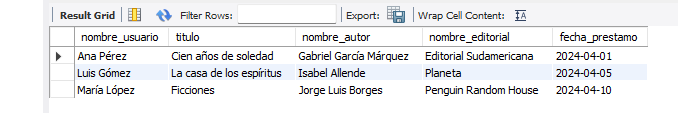 Result Grid Filter Rows: Export: Wrap Cell Content:
nombre_usuario titulo nombre_autor nombre_editorial fecha_prestamo
Ana Pérez Cien años de soledad Gabriel García Márquez Editorial Sudamericana 2024-04-01
Luis Gómez La casa de los espíritus Isabel Allende Planeta 2024-04-05
María López Ficciones Jorge Luis Borges Penguin Random House 2024-04-10